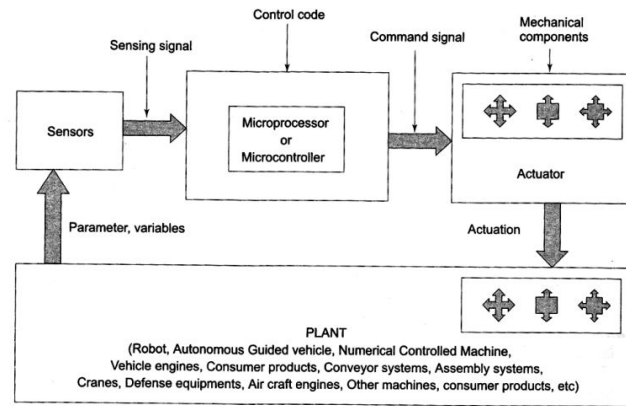 Control code
Sensing signal
Command signal
Mechanical
components
Sensors
Microprocessor
or
Microcontroller
Actuator
Parameter, variables
Actuation
PLANT
(Robot, Autonomous Guided vehicle, Numerical Controlled Machine,
Vehicle engines, Consumer products, Conveyor systems, Assembly systems,
Cranes, Defense equipments, Air craft engines, Other machines, consumer products, etc)